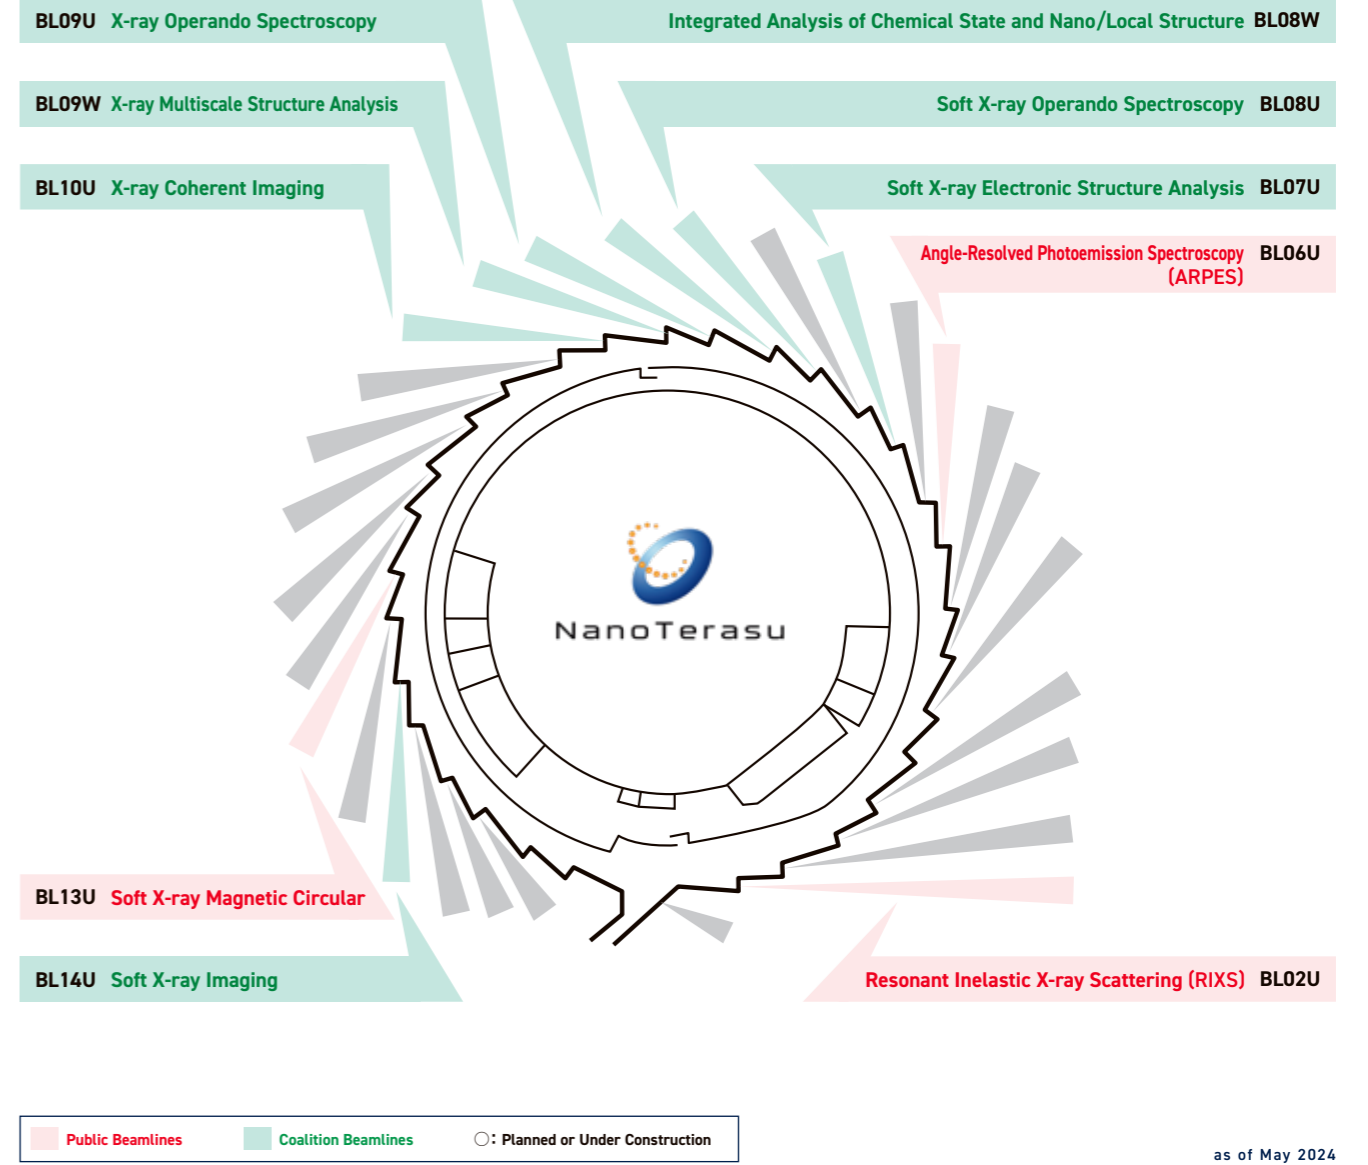 BL09U X-ray Operando Spectroscopy
Integrated Analysis of Chemical State and Nano/Local Structure BL08W
BL09W X-ray Multiscale Structure Analysis
Soft X-ray Operando Spectroscopy BL08U
BL10U X-ray Coherent Imaging
Soft X-ray Electronic Structure Analysis BL07U
Angle-Resolved Photoemission Spectroscopy BL06U
(ARPES)
NanoTerasu
BL13U Soft X-ray Magnetic Circular
BL14U Soft X-ray Imaging
Resonant Inelastic X-ray Scattering (RIXS) BL02U
Public Beamlines
Coalition Beamlines
○: Planned or Under Construction
as of May 2024